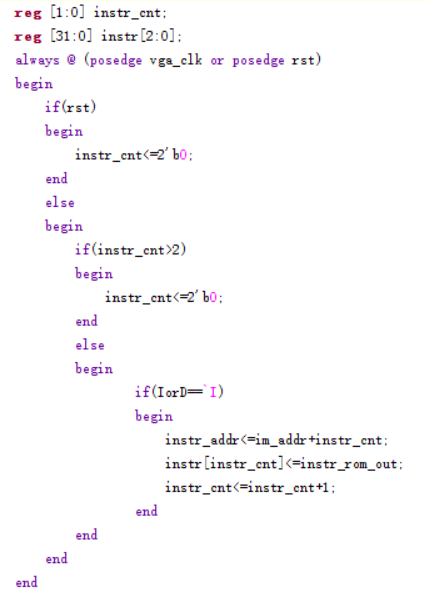 reg [1:0] instr_cnt;
reg [31:0] instr[2:0];
always @ (posedge vga_clk or posedge rst)
begin
if(rst)
begin
instr_cnt<=2'b0;
end
else
begin
if(instr_cnt>2)
begin
instr_cnt<=2'b0;
end
else
begin
if(IorD==`I)
begin
instr_addr<=im_addr+instr_cnt;
instr[instr_cnt]<=instr_rom_out;
instr_cnt<=instr_cnt+1;
end
end
end
end